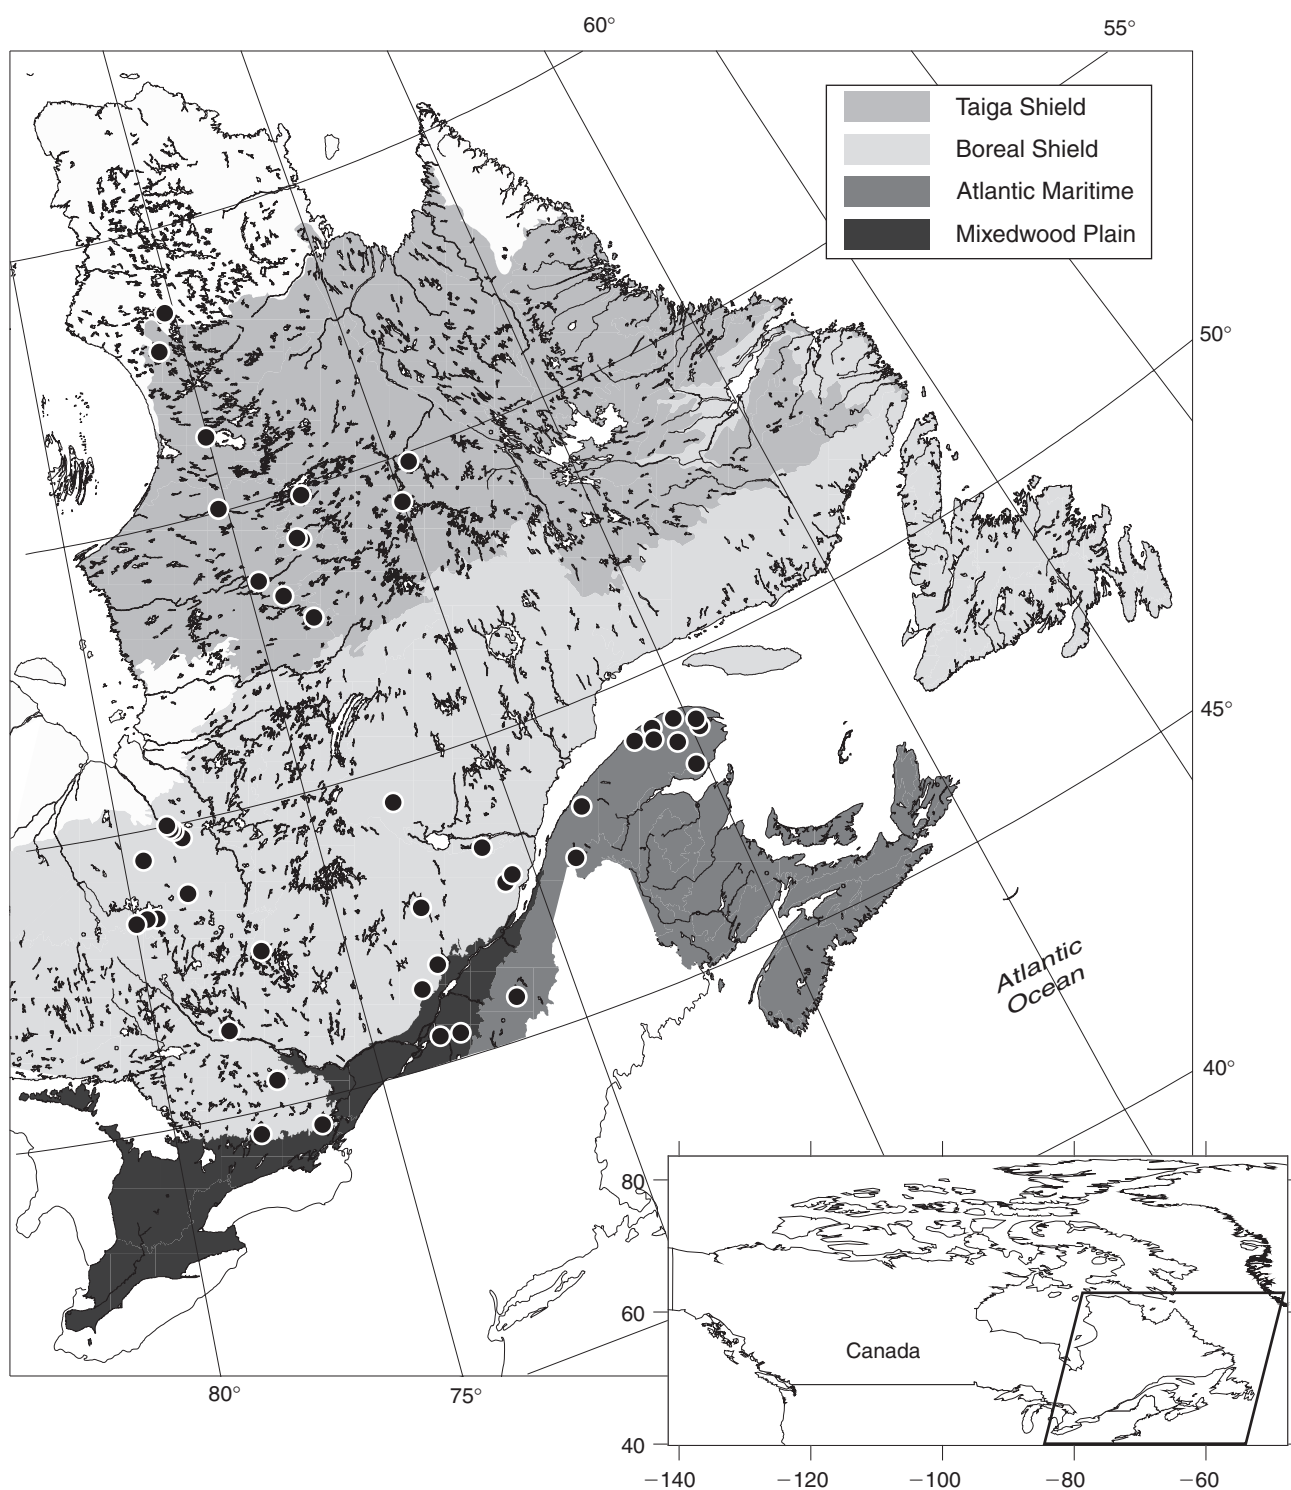 60°
55°
Taiga Shield
Boreal Shield
Atlantic Maritime
Mixedwood Plain
50°
45°
Atlantic
Ocean
40°
80
60
Canada
80°
75°
40
−140
−120
−100
−80
−60